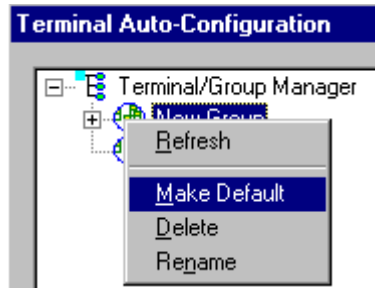 Terminal Auto-Configuration
Terminal/Group Manager
New Group
Refresh
Make Default
Delete
Rename